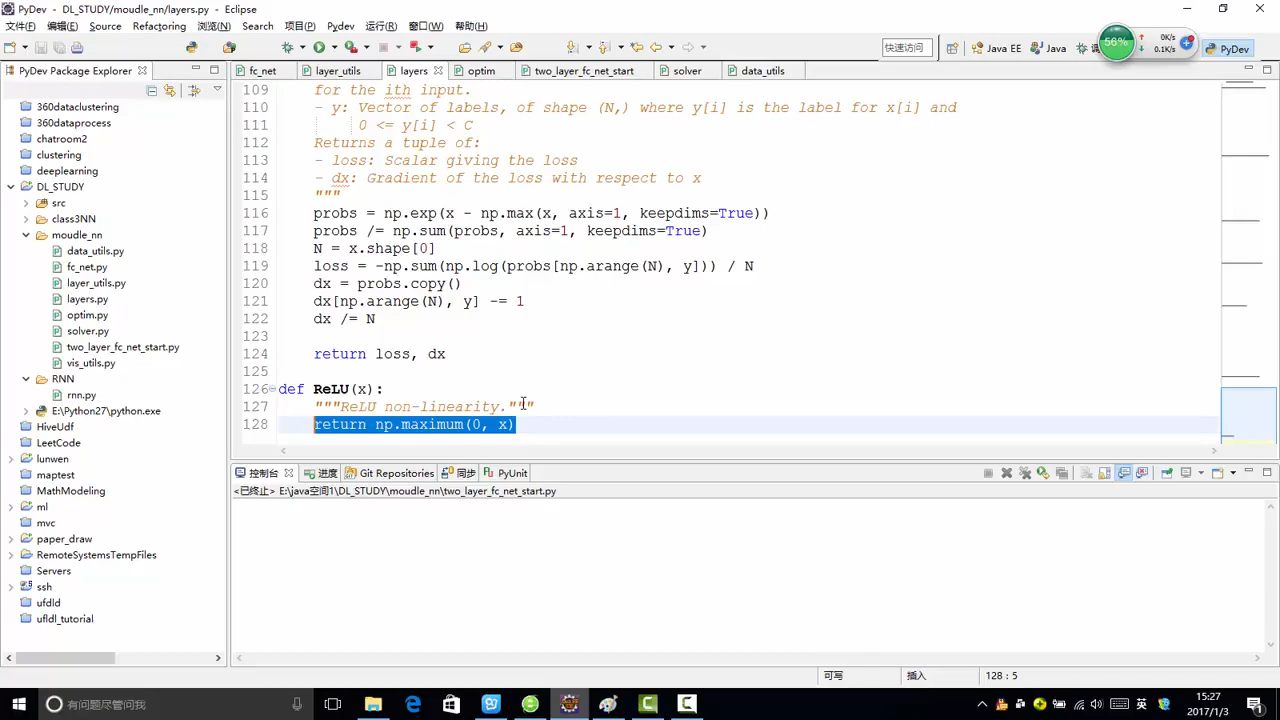 PyDev - DL_STUDY/moudle_nn/layers.py - Eclipse
文件(F) 编辑(E) Source Refactoring 浏览(N) Search 项目(P) Pydev 运行(R) 窗口(W) 帮助(H)
快速访问 Java EE Java PyDev
56% 0K/s 0.1K/s
PyDev Package Explorer
fc_net layer_utils layers optim two_layer_fc_net_start solver data_utils
360dataclustering
360dataprocess
chatroom2
clustering
deeplearning
DL_STUDY
src
class3NN
moudle_nn
data_utils.py
fc_net.py
layer_utils.py
layers.py
optim.py
solver.py
two_layer_fc_net_start.py
vis_utils.py
RNN
rnn.py
E:\Python27\python.exe
HiveUdf
LeetCode
lunwen
maptest
MathModeling
ml
mvc
paper_draw
RemoteSystemsTempFiles
Servers
ssh
ufdld
ufldl_tutorial
109 for the ith input.
110 - y: Vector of labels, of shape (N,) where y[i] is the label for x[i] and
111 0 <= y[i] < C
112 Returns a tuple of:
113 - loss: Scalar giving the loss
114 - dx: Gradient of the loss with respect to x
115 """
116 probs = np.exp(x - np.max(x, axis=1, keepdims=True))
117 probs /= np.sum(probs, axis=1, keepdims=True)
118 N = x.shape[0]
119 loss = -np.sum(np.log(probs[np.arange(N), y])) / N
120 dx = probs.copy()
121 dx[np.arange(N), y] -= 1
122 dx /= N
123
124 return loss, dx
125
126 def ReLU(x):
127 """ReLU non-linearity."""
128 return np.maximum(0, x)
控制台 进度 Git Repositories 同步 PyUnit
<已终止> E:\java空间1\DL_STUDY\moudle_nn\two_layer_fc_net_start.py
可写 插入 128 : 5
有问题尽管问我
英
15:27
2017/1/3